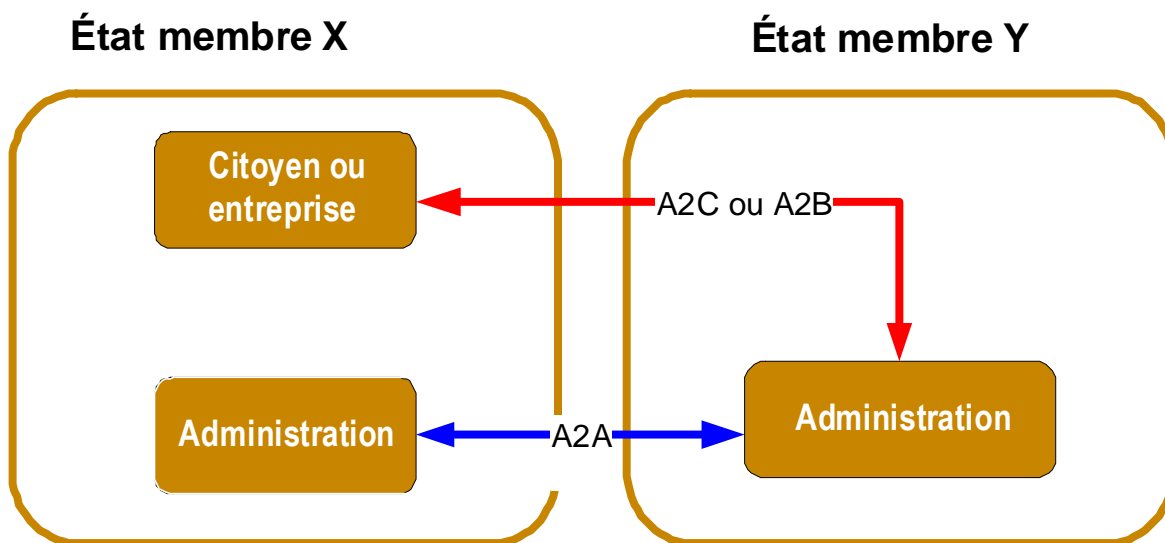 État membre X
État membre Y
Citoyen ou
entreprise
A2C ou A2B
Administration
A2A
Administration